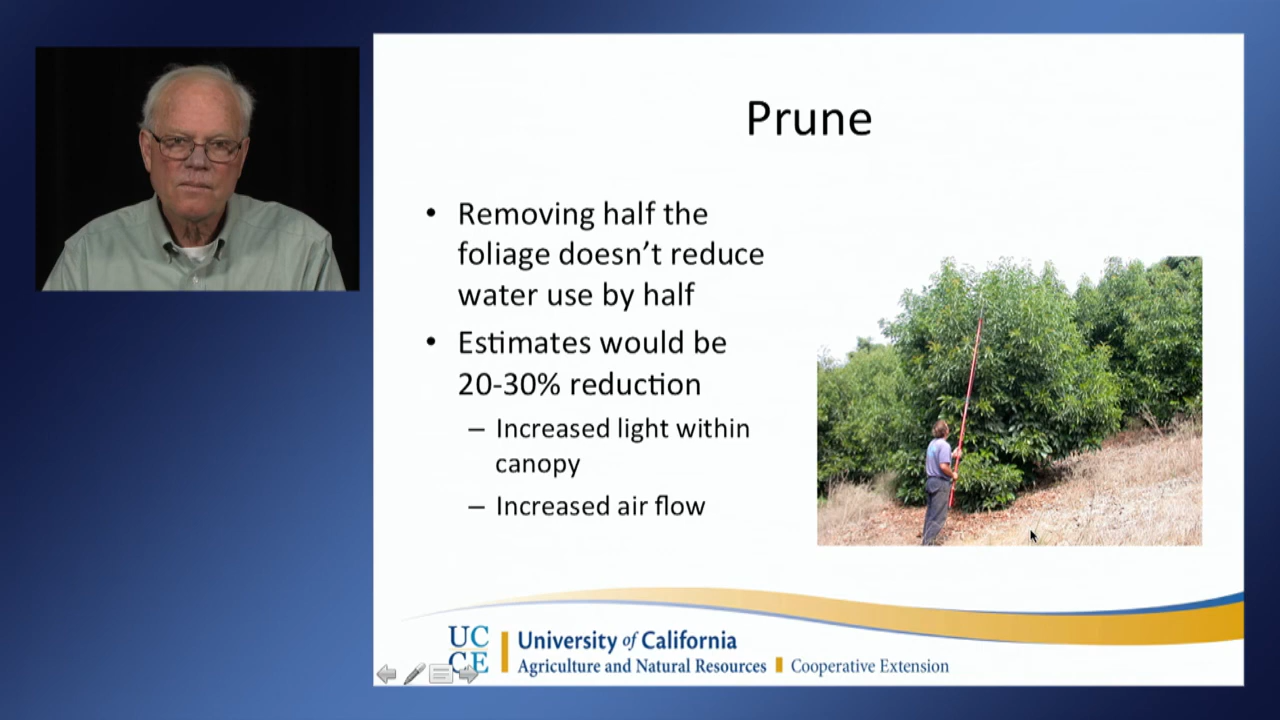 Prune
• Removing half the
foliage doesn't reduce
water use by half
• Estimates would be
20-30% reduction
– Increased light within
canopy
– Increased air flow
UC
CE
University of California
Agriculture and Natural Resources
Cooperative Extension